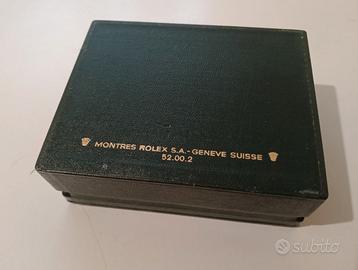 MONTRES ROLEX S.A.-GENEVE SUISSE
52.00.2
subito